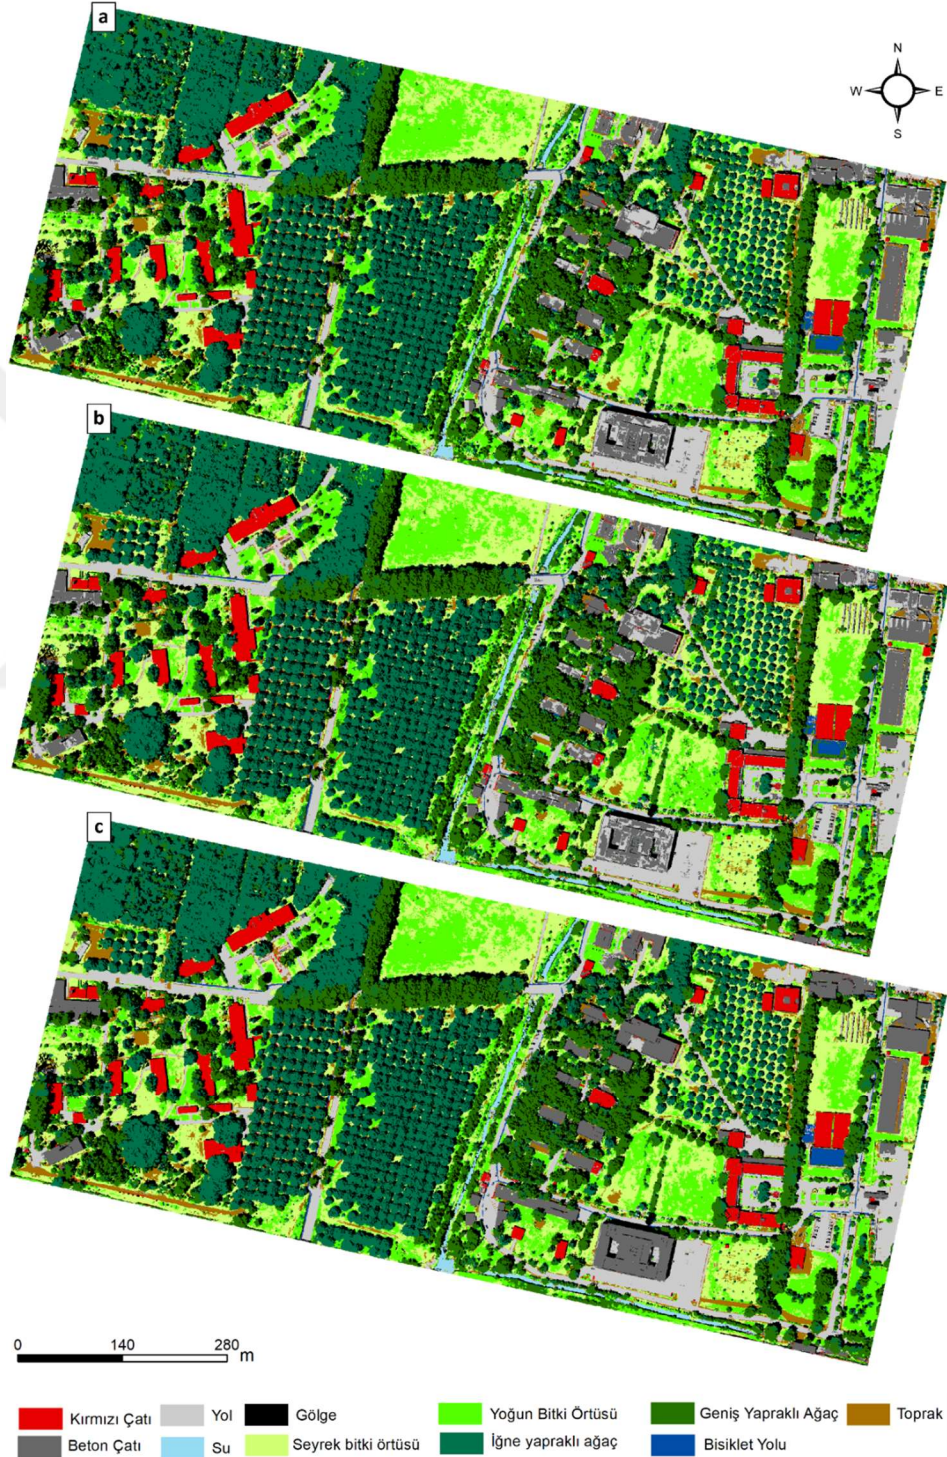 a
N
W E
S
b
c
0 140 280
m
Kırmızı Çatı Yol Gölge Yoğun Bitki Örtüsü Geniş Yapraklı Ağaç Toprak
Beton Çatı Su Seyrek bitki örtüsü İğne yapraklı ağaç Bisiklet Yolu